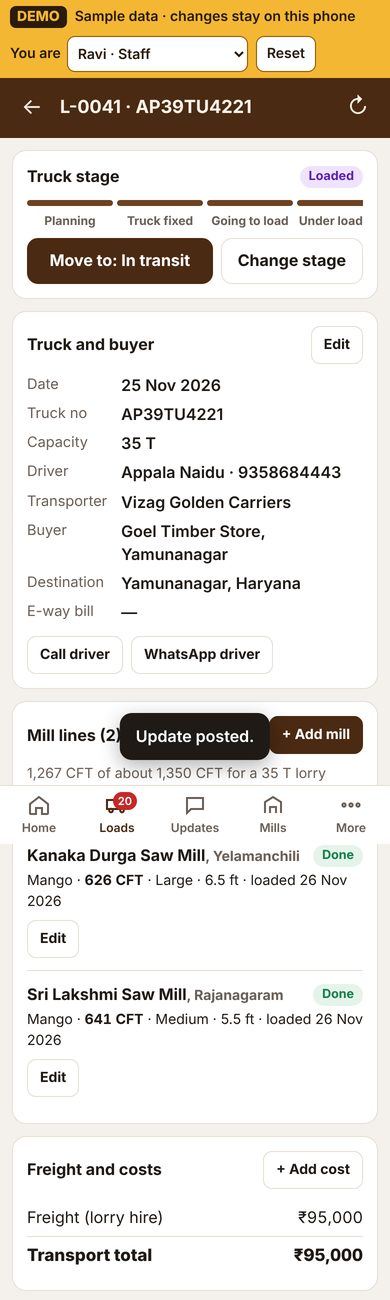 DEMO Sample data · changes stay on this phone
You are Ravi · Staff Reset
L-0041 · AP39TU4221
Truck stage Loaded
Planning Truck fixed Going to load Under load
Move to: In transit Change stage
Truck and buyer Edit
Date 25 Nov 2026
Truck no AP39TU4221
Capacity 35 T
Driver Appala Naidu · 9358684443
Transporter Vizag Golden Carriers
Buyer Goel Timber Store,
Yamunanagar
Destination Yamunanagar, Haryana
E-way bill —
Call driver WhatsApp driver
Mill lines (2) Update posted. + Add mill
1,267 CFT of about 1,350 CFT for a 35 T lorry
20
Home Loads Updates Mills More
Kanaka Durga Saw Mill, Yelamanchili Done
Mango · 626 CFT · Large · 6.5 ft · loaded 26 Nov
2026
Edit
Sri Lakshmi Saw Mill, Rajanagaram Done
Mango · 641 CFT · Medium · 5.5 ft · loaded 26 Nov
2026
Edit
Freight and costs + Add cost
Freight (lorry hire) ₹95,000
Transport total ₹95,000